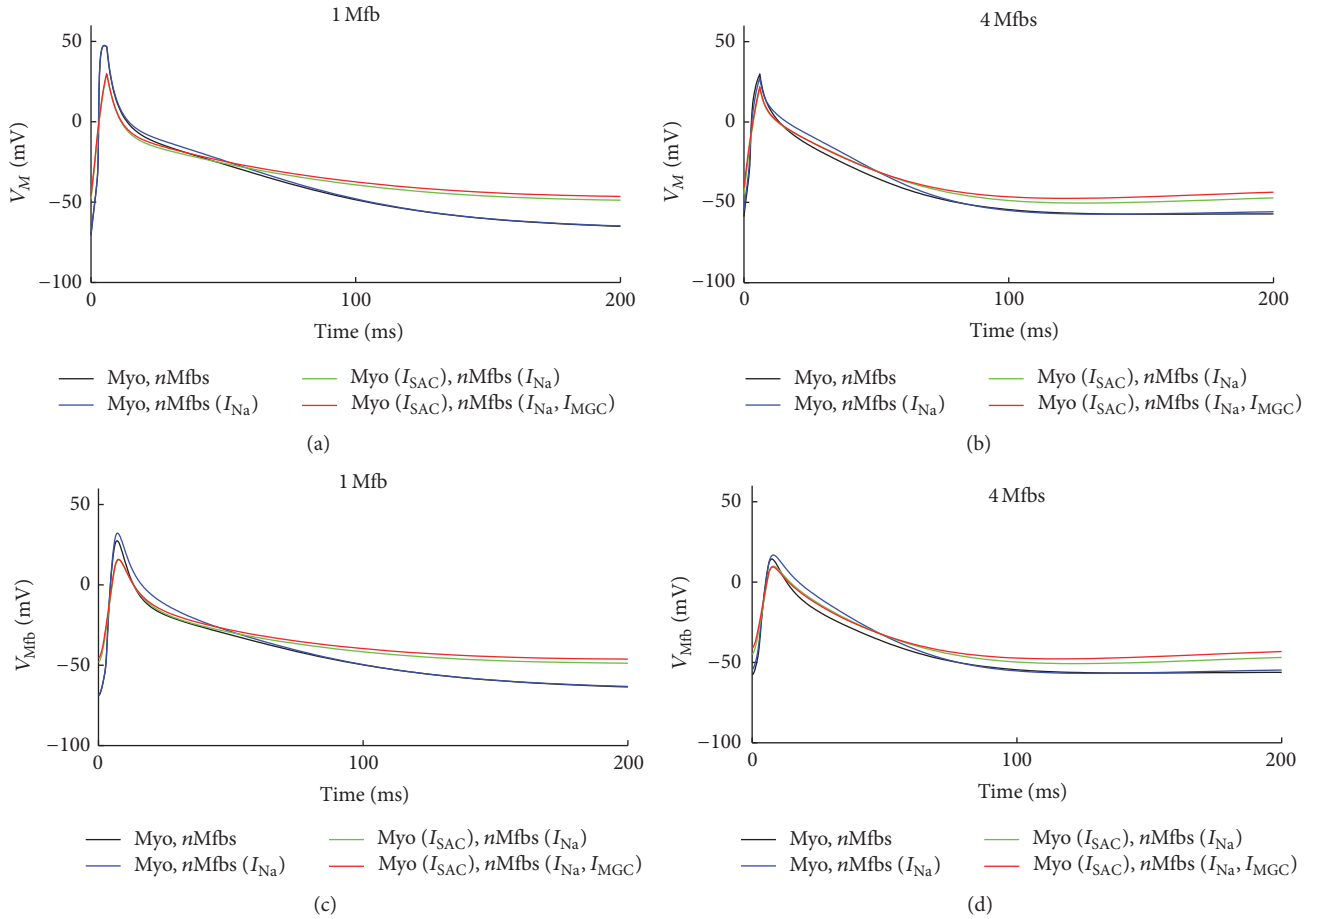 1 Mfb
50
0
−50
−100
V_M (mV)
0 100 200
Time (ms)
Myo, nMfbs
Myo, nMfbs (I_Na)
Myo (I_SAC), nMfbs (I_Na)
Myo (I_SAC), nMfbs (I_Na, I_MGC)
(a)
4 Mfbs
50
0
−50
−100
V_M (mV)
0 100 200
Time (ms)
Myo, nMfbs
Myo, nMfbs (I_Na)
Myo (I_SAC), nMfbs (I_Na)
Myo (I_SAC), nMfbs (I_Na, I_MGC)
(b)
1 Mfb
50
0
−50
−100
V_Mfb (mV)
0 100 200
Time (ms)
Myo, nMfbs
Myo, nMfbs (I_Na)
Myo (I_SAC), nMfbs (I_Na)
Myo (I_SAC), nMfbs (I_Na, I_MGC)
(c)
4 Mfbs
50
0
−50
−100
V_Mfb (mV)
0 100 200
Time (ms)
Myo, nMfbs
Myo, nMfbs (I_Na)
Myo (I_SAC), nMfbs (I_Na)
Myo (I_SAC), nMfbs (I_Na, I_MGC)
(d)